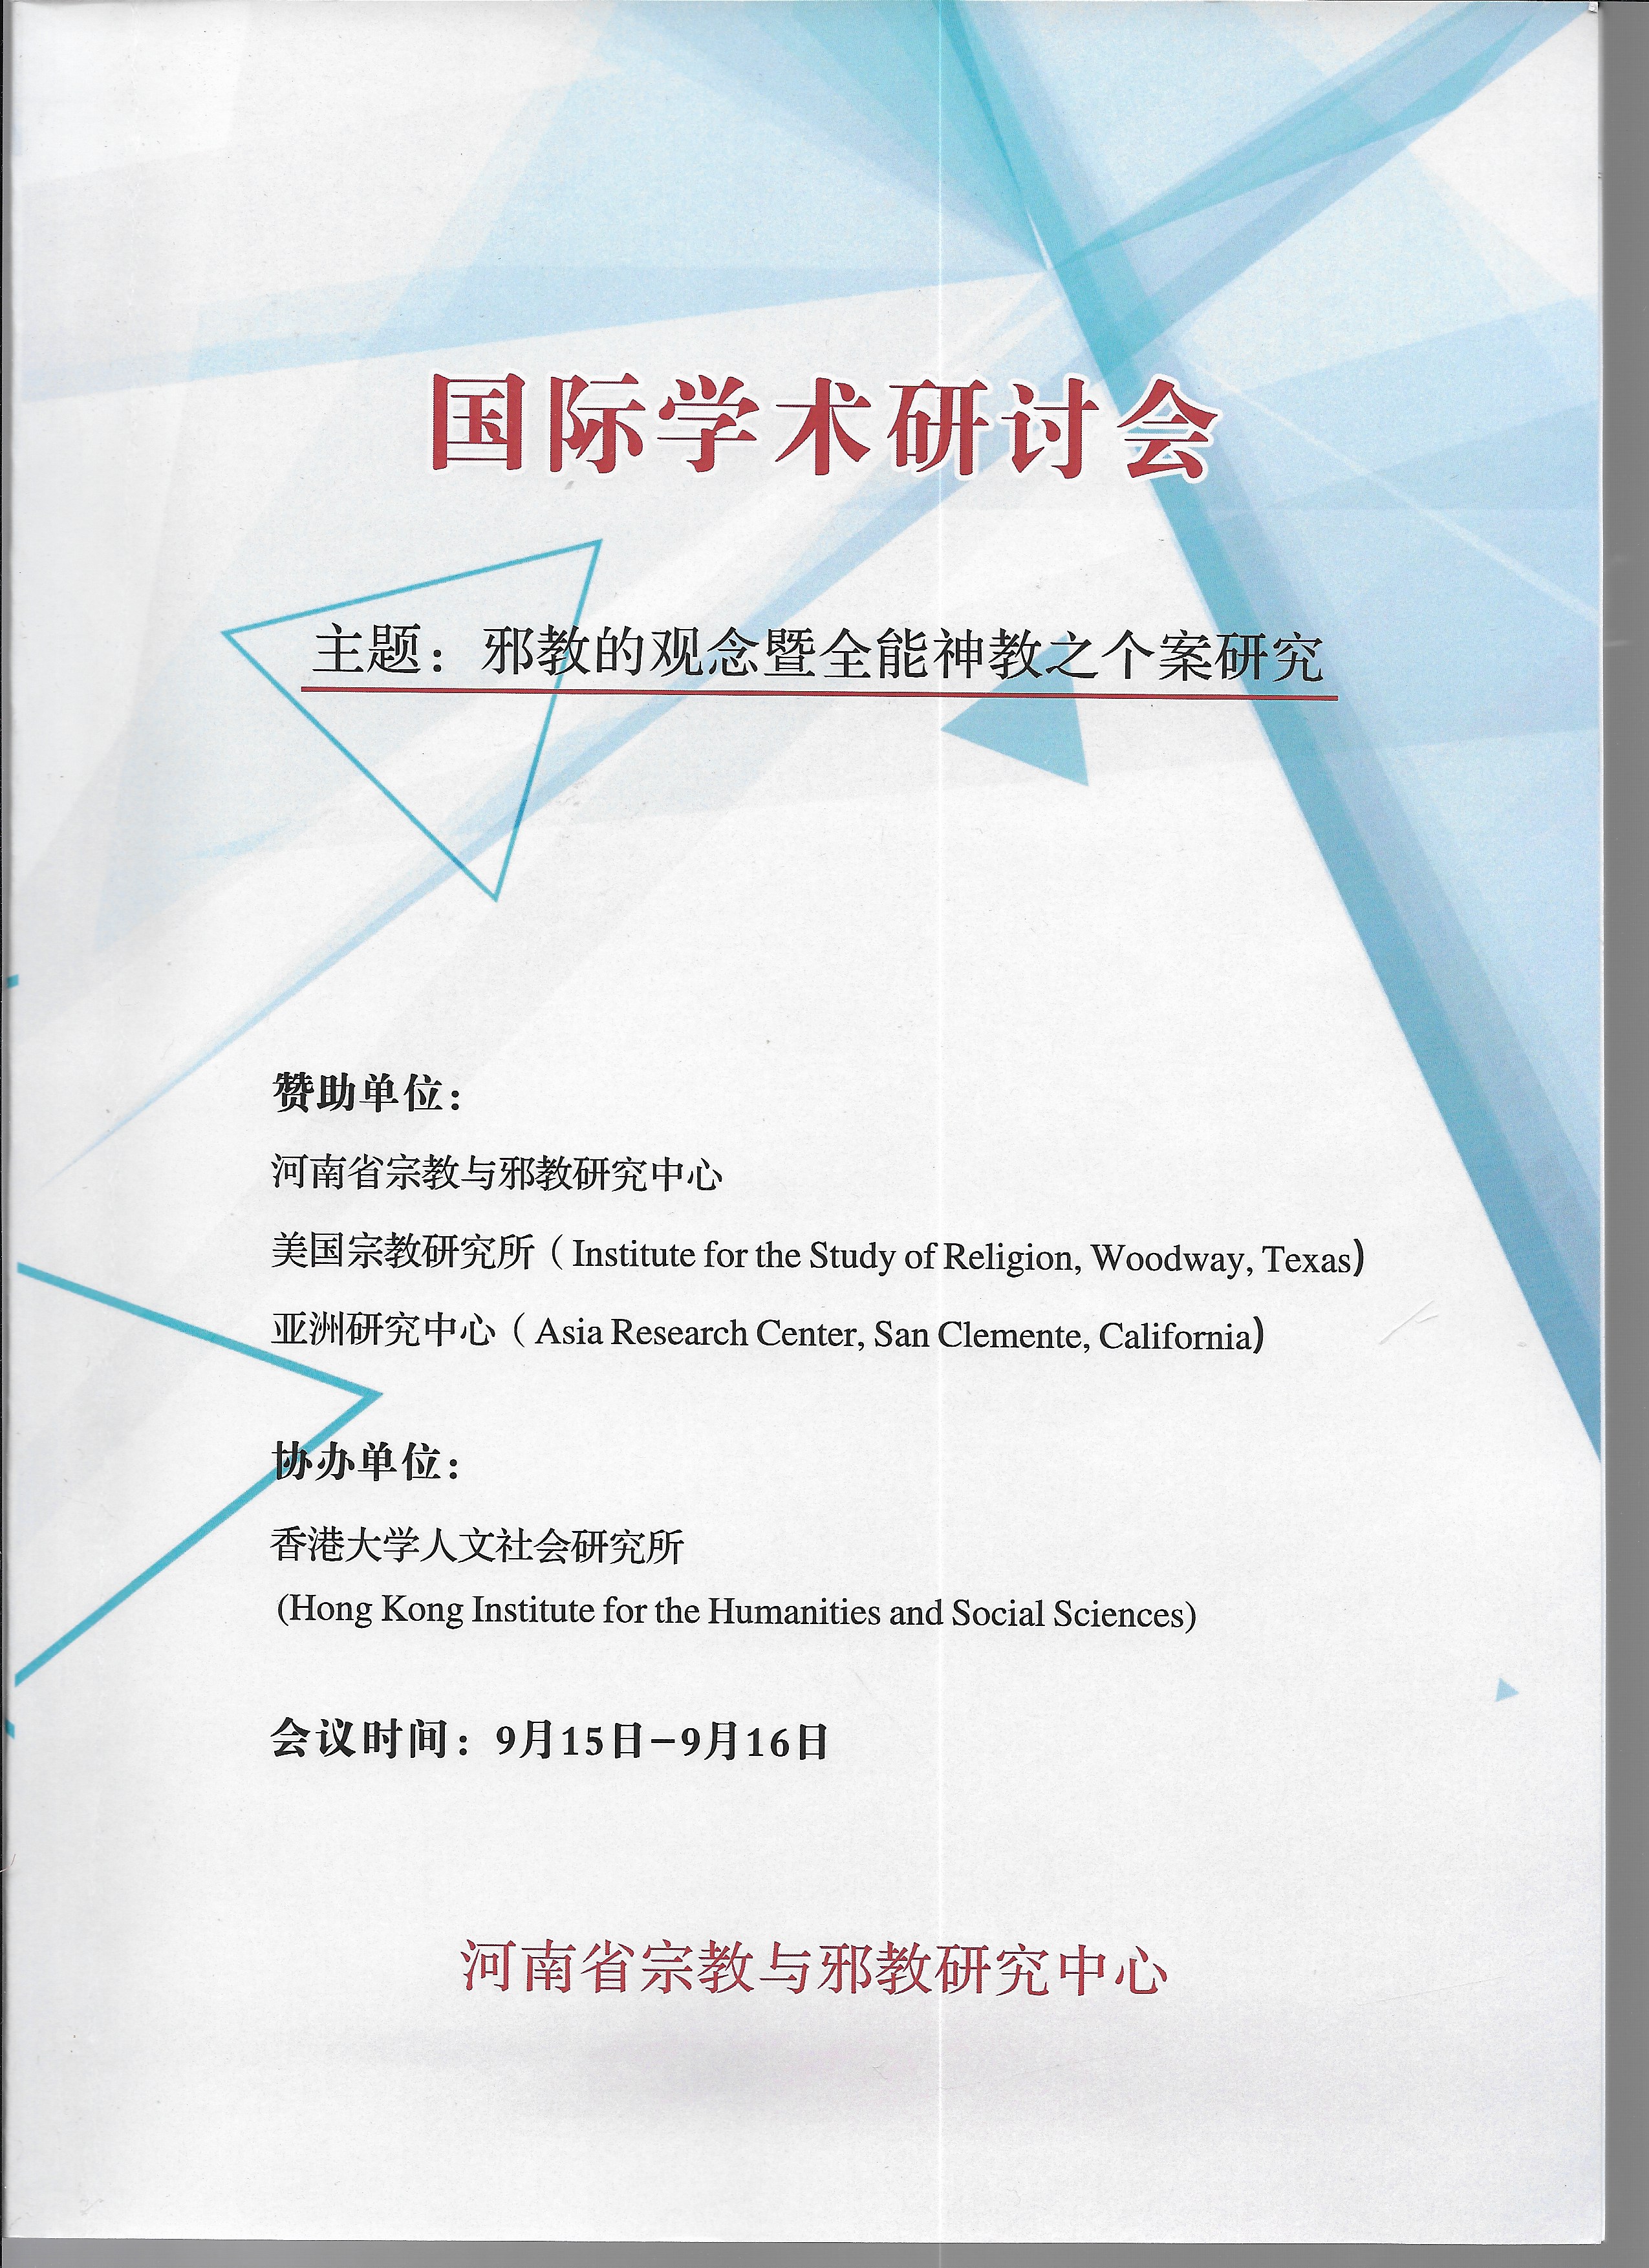 国际学术研讨会
主题：邪教的观念暨全能神教之个案研究
赞助单位：
河南省宗教与邪教研究中心
美国宗教研究所（Institute for the Study of Religion, Woodway, Texas）
亚洲研究中心（Asia Research Center, San Clemente, California）
协办单位：
香港大学人文社会研究所
(Hong Kong Institute for the Humanities and Social Sciences)
会议时间：9月15日–9月16日
河南省宗教与邪教研究中心